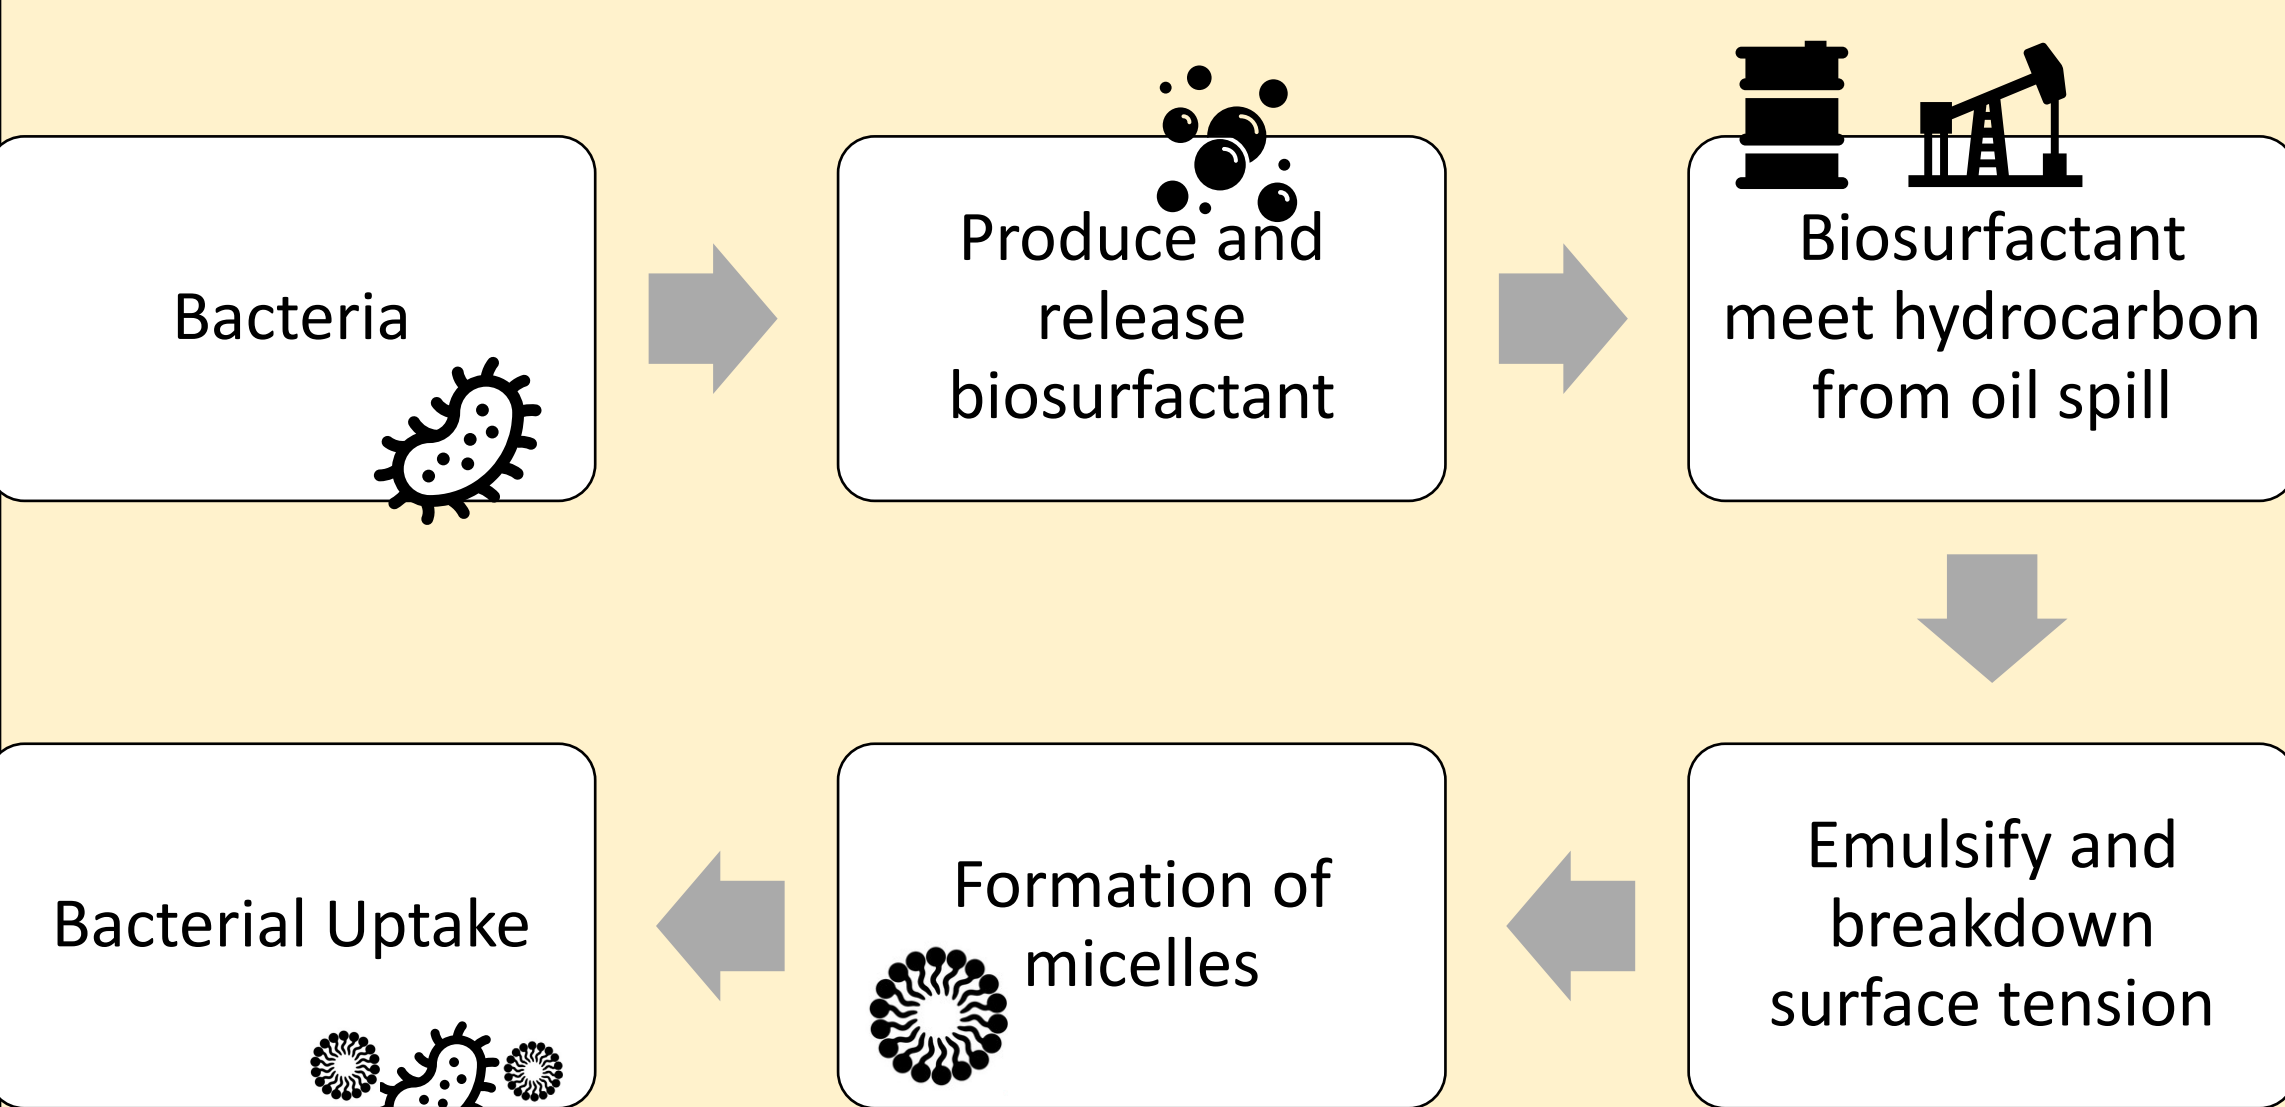 Bacteria
Produce and
release
biosurfactant
Biosurfactant
meet hydrocarbon
from oil spill
Emulsify and
breakdown
surface tension
Formation of
micelles
Bacterial Uptake